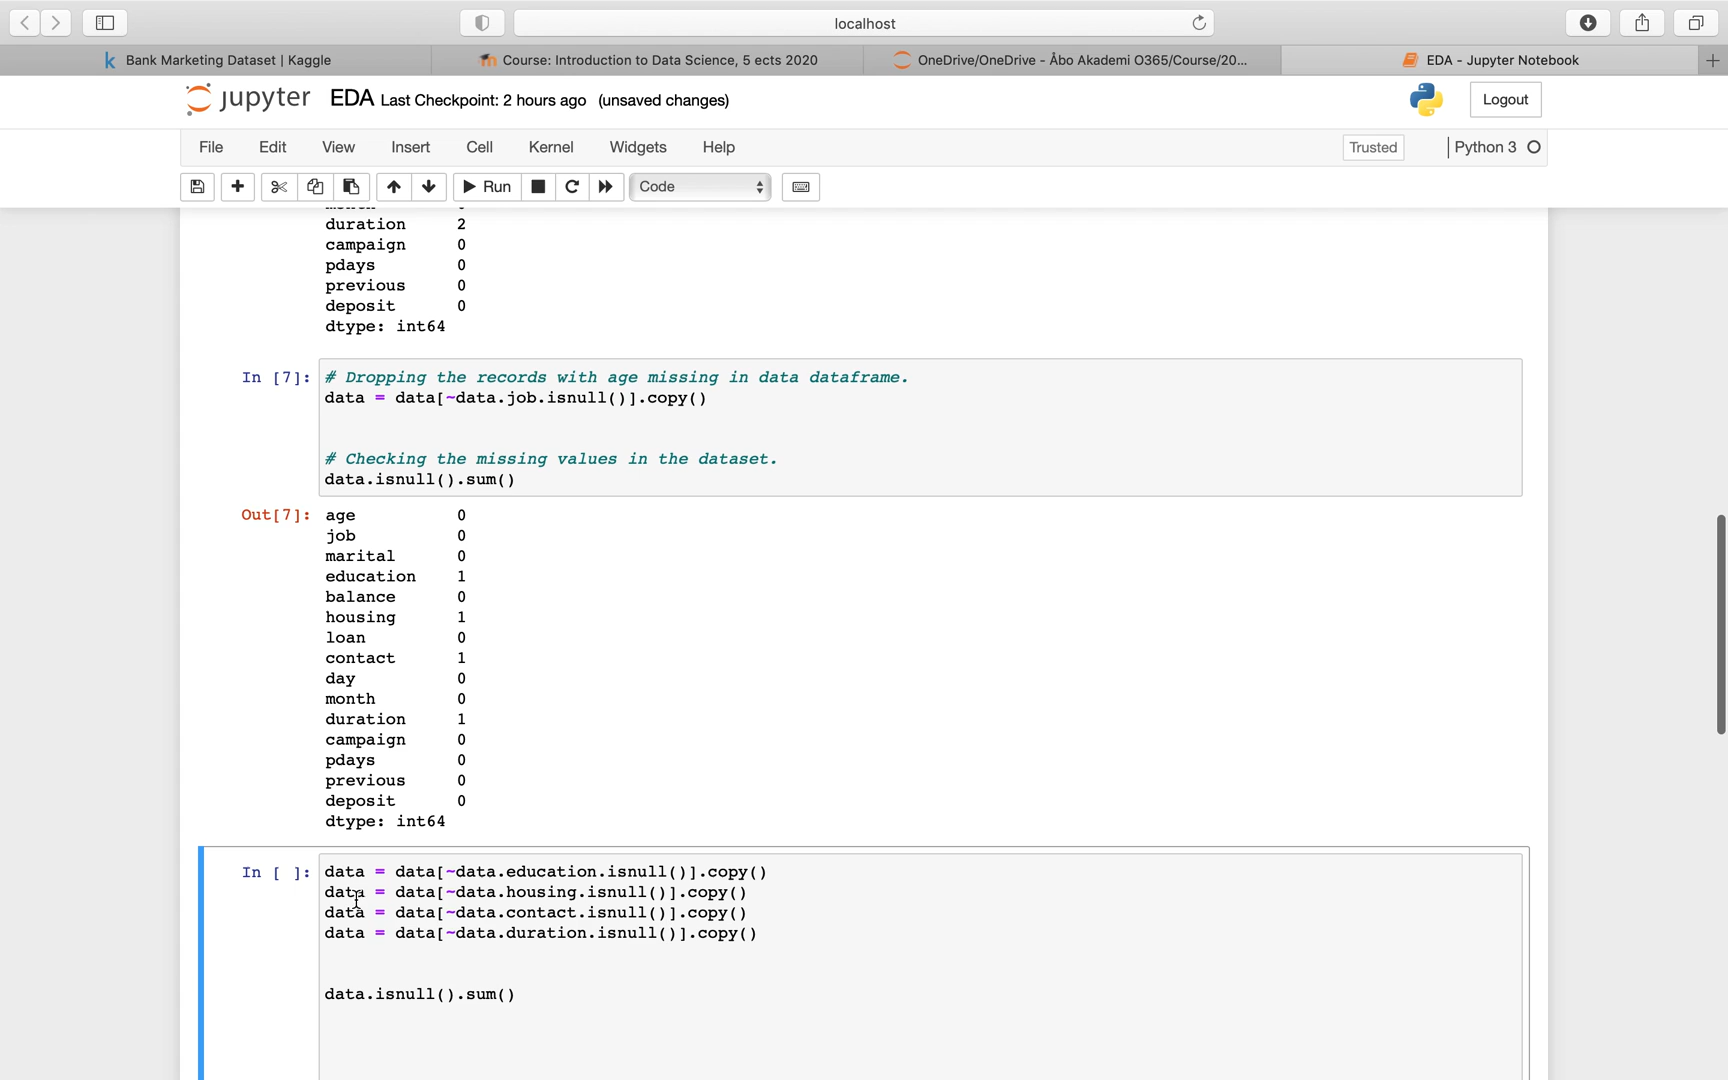 localhost
Bank Marketing Dataset | Kaggle
Course: Introduction to Data Science, 5 ects 2020
OneDrive/OneDrive - Åbo Akademi O365/Course/20...
EDA - Jupyter Notebook
jupyter EDA Last Checkpoint: 2 hours ago (unsaved changes)
Logout
File Edit View Insert Cell Kernel Widgets Help
Trusted
Python 3
Run
Code
duration 2
campaign 0
pdays 0
previous 0
deposit 0
dtype: int64
In [7]: # Dropping the records with age missing in data dataframe.
data = data[~data.job.isnull()].copy()
# Checking the missing values in the dataset.
data.isnull().sum()
Out[7]: age 0
job 0
marital 0
education 1
balance 0
housing 1
loan 0
contact 1
day 0
month 0
duration 1
campaign 0
pdays 0
previous 0
deposit 0
dtype: int64
In [ ]: data = data[~data.education.isnull()].copy()
data = data[~data.housing.isnull()].copy()
data = data[~data.contact.isnull()].copy()
data = data[~data.duration.isnull()].copy()
data.isnull().sum()